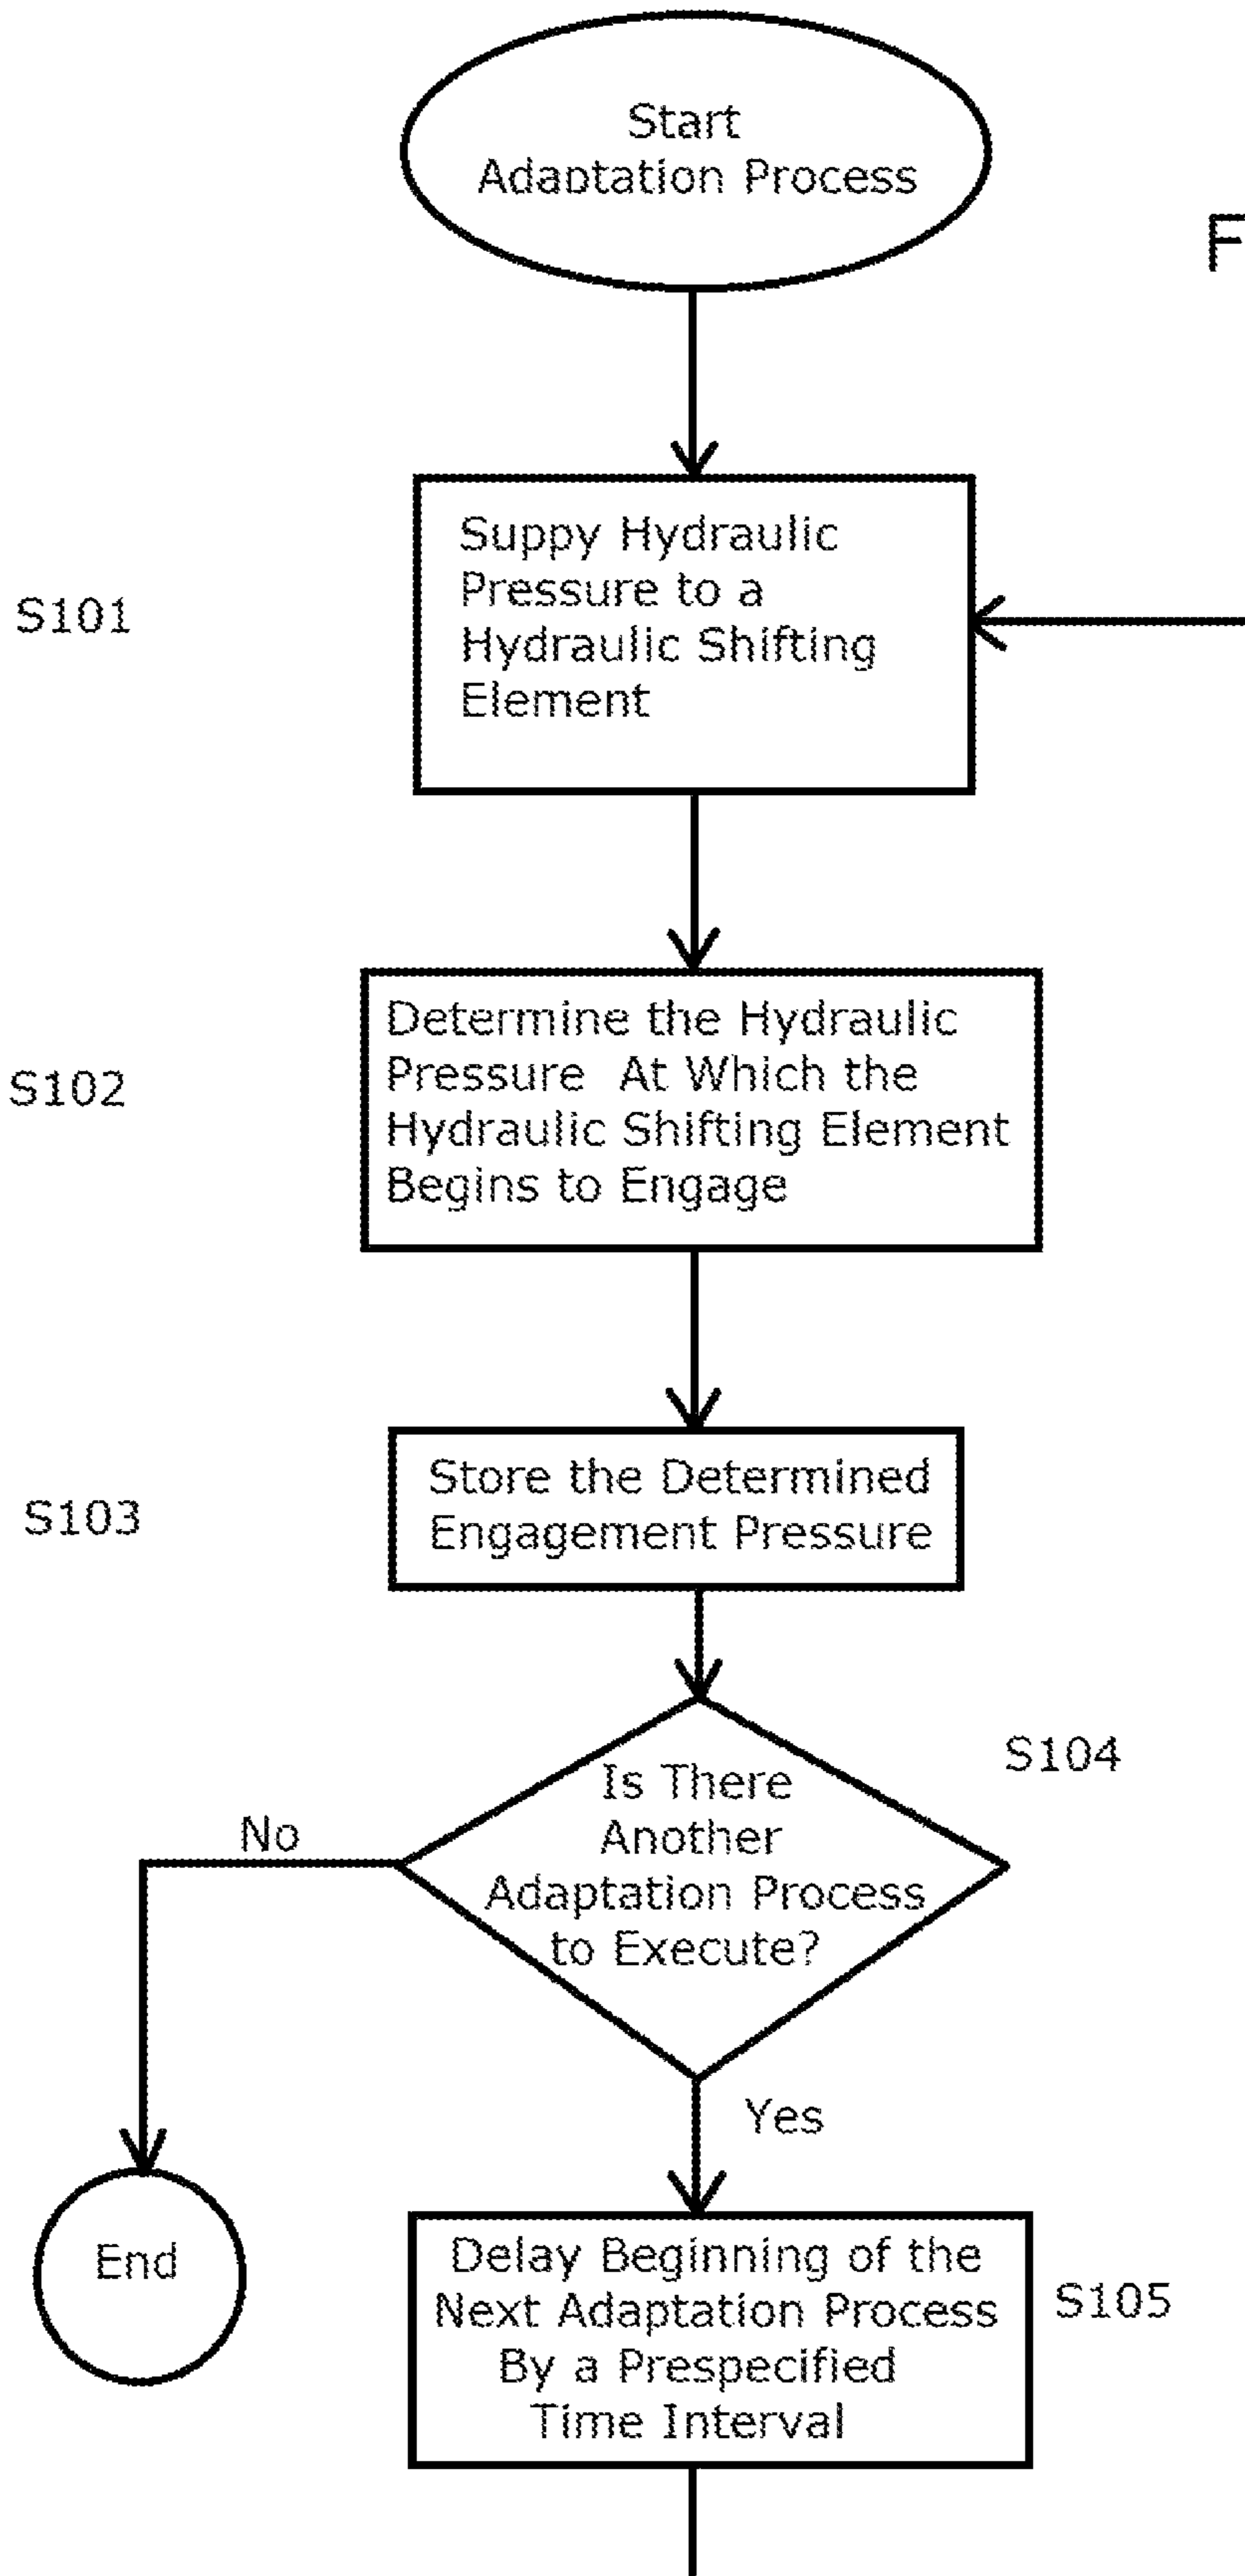 Start
Adaptation Process
F
S101
Suppy Hydraulic
Pressure to a
Hydraulic Shifting
Element
S102
Determine the Hydraulic
Pressure At Which the
Hydraulic Shifting Element
Begins to Engage
S103
Store the Determined
Engagement Pressure
S104
Is There
Another
Adaptation Process
to Execute?
No
Yes
End
Delay Beginning of the
Next Adaptation Process
By a Prespecified
Time Interval
S105